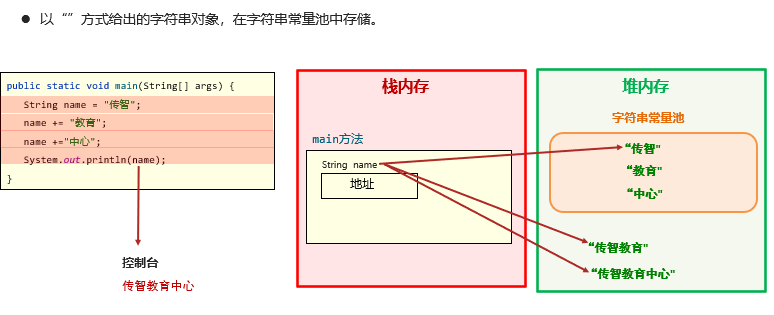 ● 以“”方式给出的字符串对象，在字符串常量池中存储。
public static void main(String[] args) {
String name = "传智";
name += "教育";
name +="中心";
System.out.println(name);
}
控制台
传智教育中心
栈内存
main方法
String name
地址
堆内存
字符串常量池
“传智"
“教育"
“中心"
“传智教育"
“传智教育中心"